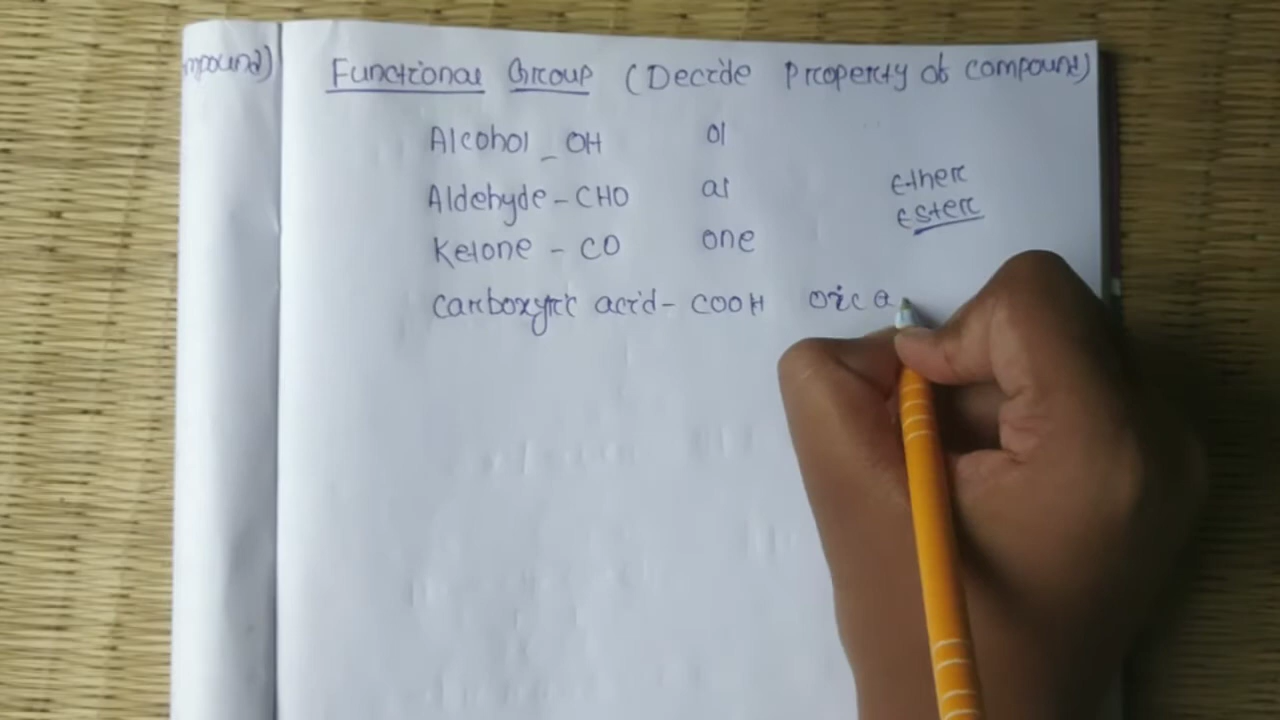 mpound)
Functional Group (Decide Property of compound)
Alcohol - OH ol
Aldehyde - CHO al
Ether
Ester
Ketone - CO one
Carboxylic acid - COOH oic a